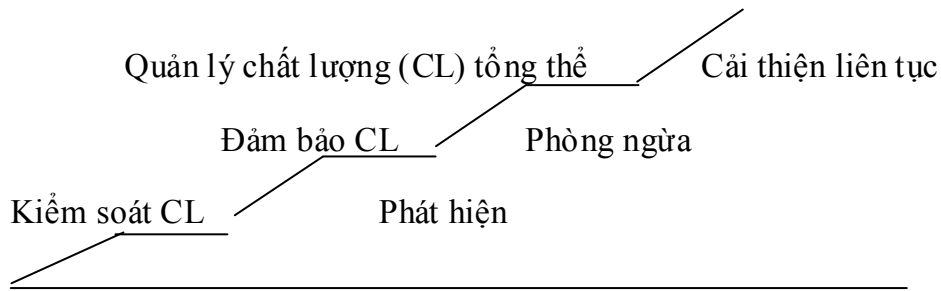 Quản lý chất lượng (CL) tổng thể Cải thiện liên tục
Đảm bảo CL Phòng ngừa
Kiểm soát CL Phát hiện